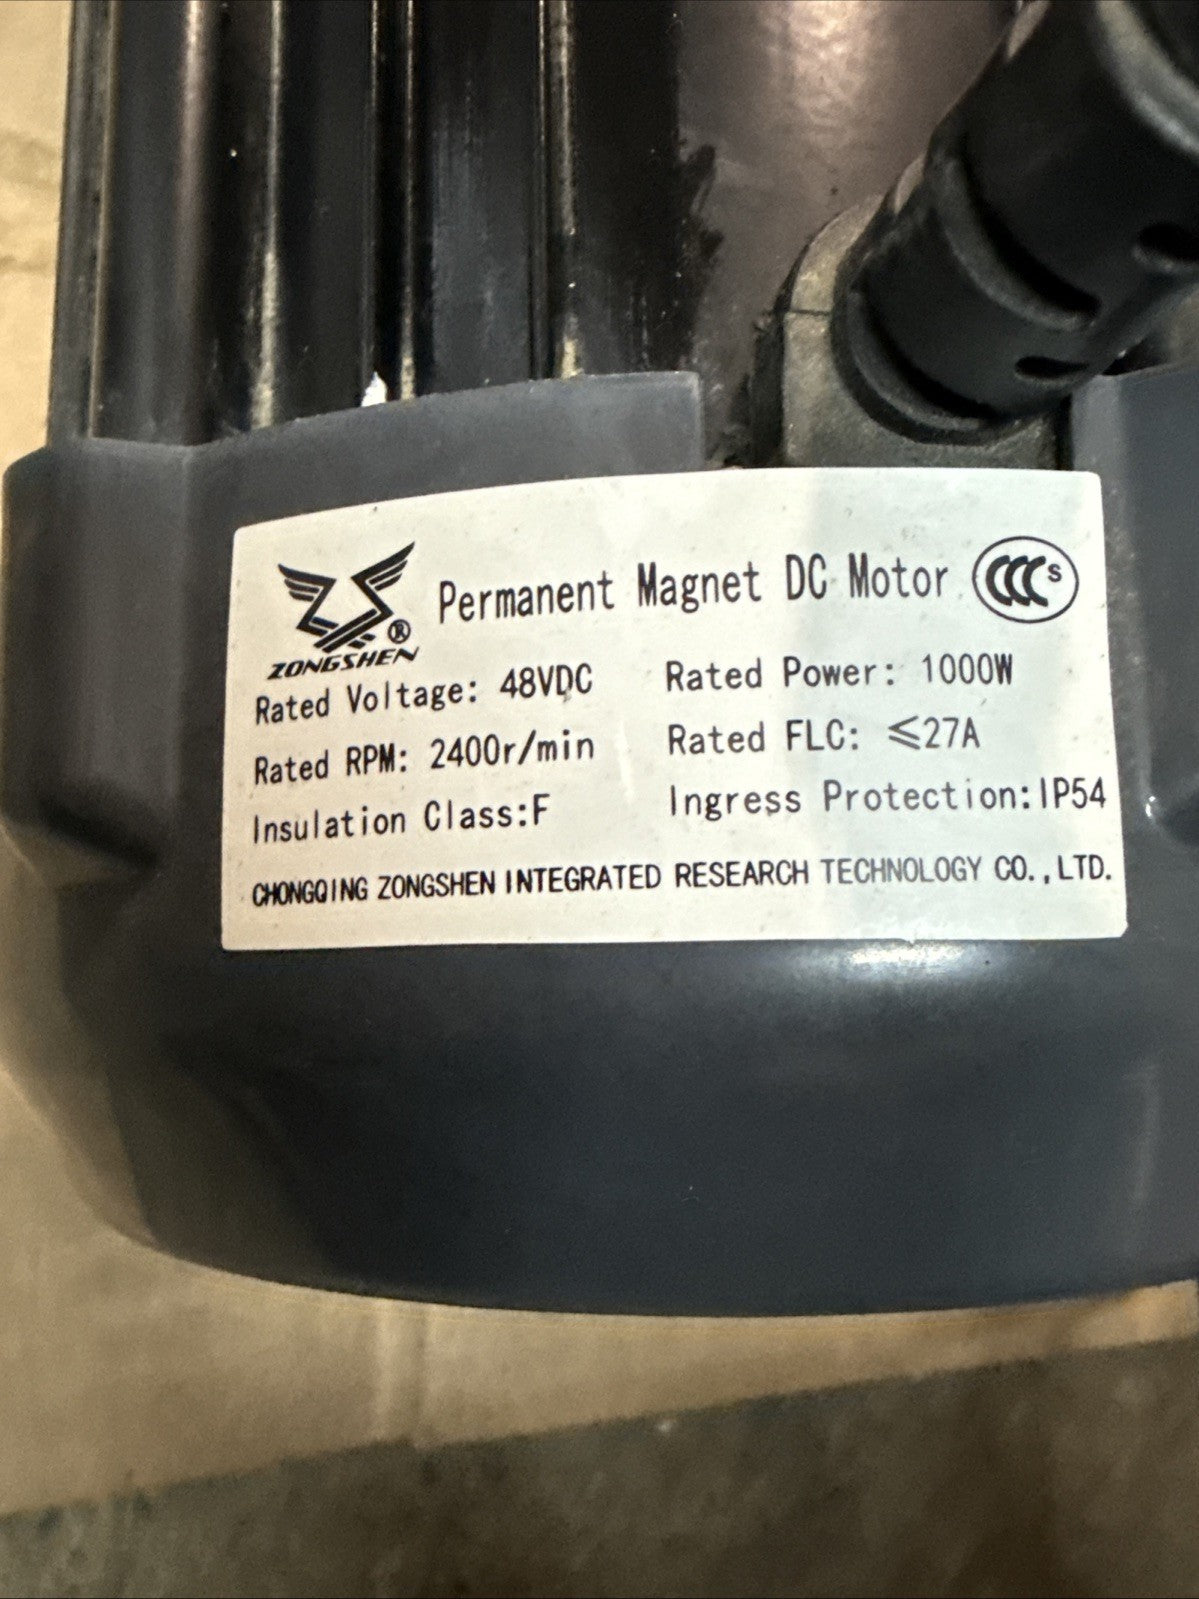 Permanent Magnet DC Motor CCC S
ZONGSHEN ®
Rated Voltage: 48VDC Rated Power: 1000W
Rated RPM: 2400r/min Rated FLC: ≤27A
Insulation Class:F Ingress Protection:IP54
CHONGQING ZONGSHEN INTEGRATED RESEARCH TECHNOLOGY CO.,LTD.